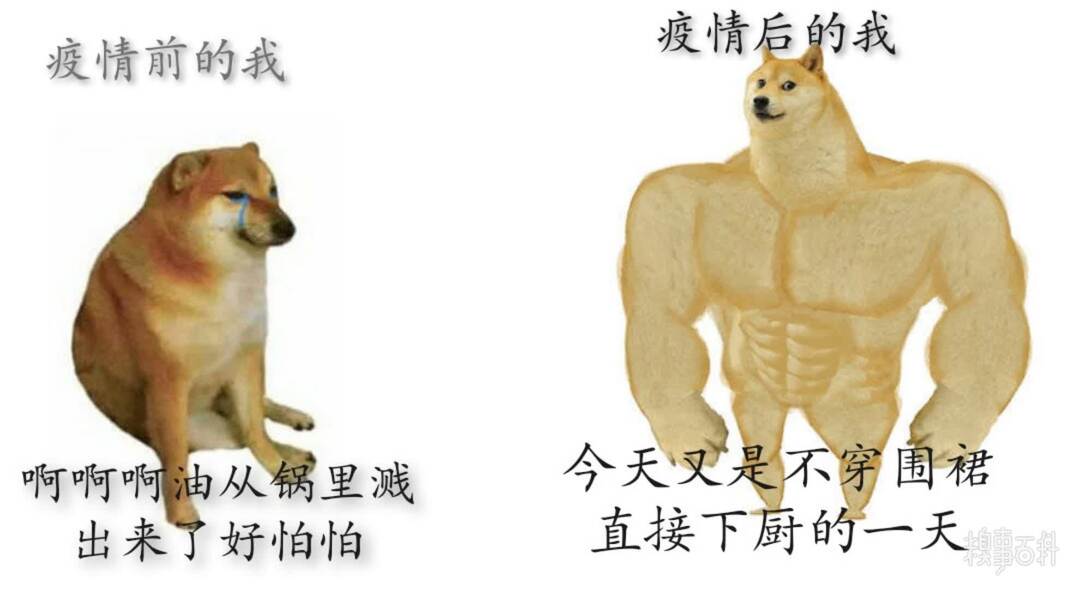 疫情前的我
疫情后的我
啊啊啊油从锅里溅
出来了好怕怕
今天又是不穿围裙
直接下厨的一天
糗事百科